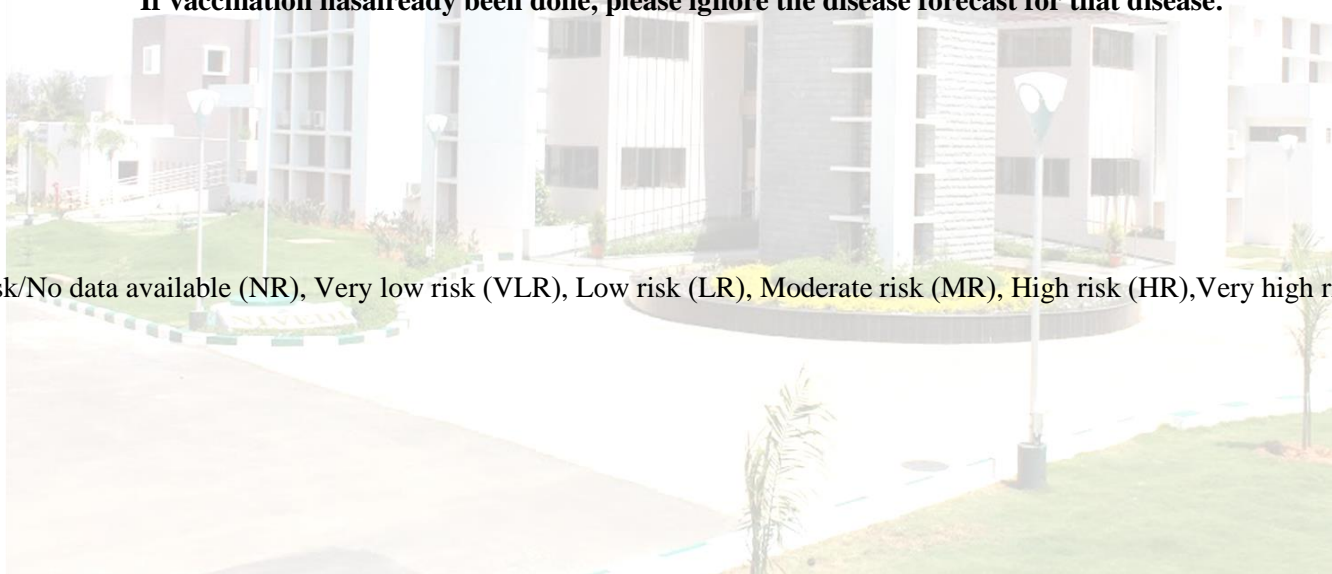 If vaccination hasalready been done, please ignore the disease forecast for that disease.
sk/No data available (NR), Very low risk (VLR), Low risk (LR), Moderate risk (MR), High risk (HR),Very high r